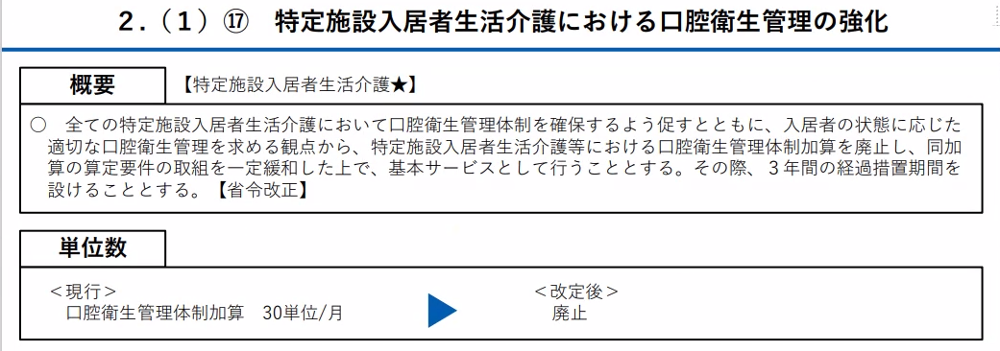 ２.（１）⑰　特定施設入居者生活介護における口腔衛生管理の強化
概要
【特定施設入居者生活介護★】
○　全ての特定施設入居者生活介護において口腔衛生管理体制を確保するよう促すとともに、入居者の状態に応じた
適切な口腔衛生管理を求める観点から、特定施設入居者生活介護等における口腔衛生管理体制加算を廃止し、同加
算の算定要件の取組を一定緩和した上で、基本サービスとして行うこととする。その際、３年間の経過措置期間を
設けることとする。【省令改正】
単位数
＜現行＞
口腔衛生管理体制加算　30単位/月
＜改定後＞
廃止